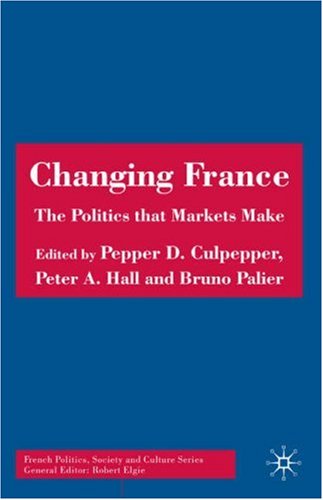 Changing France
The Politics that Markets Make
Edited by Pepper D. Culpepper,
Peter A. Hall and Bruno Palier
French Politics, Society and Culture Series
General Editor: Robert Elgie